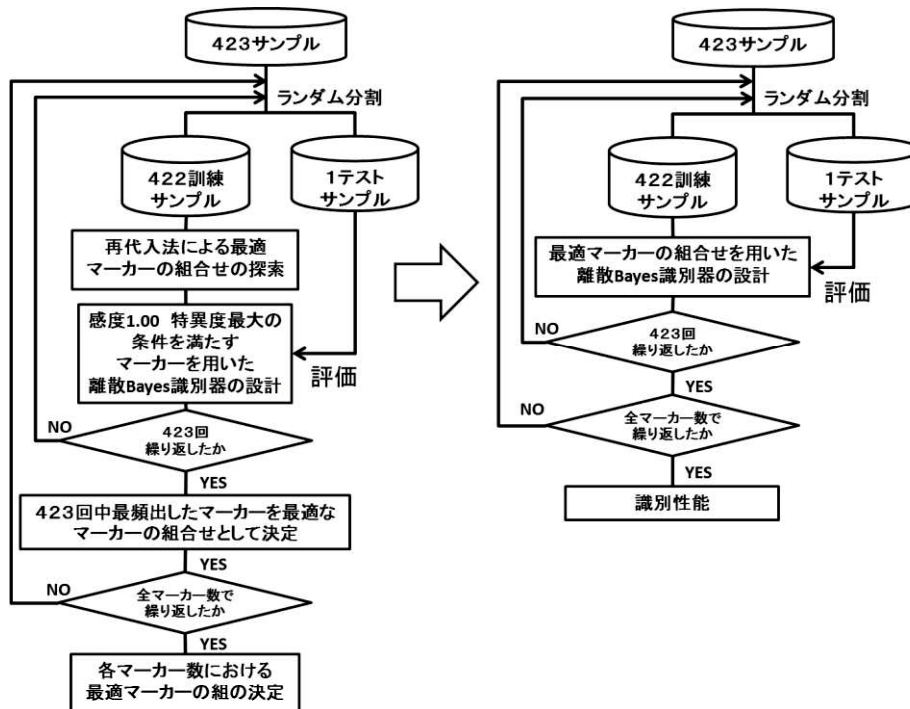 423サンプル
ランダム分割
422訓練
サンプル
1テスト
サンプル
再代入法による最適
マーカーの組合せの探索
感度1.00 特異度最大の
条件を満たす
マーカーを用いた
離散Bayes識別器の設計
評価
423回
繰り返したか
NO
YES
423回中最頻出したマーカーを最適な
マーカーの組合せとして決定
YES
全マーカー数で
繰り返したか
NO
YES
各マーカー数における
最適マーカーの組の決定
423サンプル
ランダム分割
422訓練
サンプル
1テスト
サンプル
最適マーカーの組合せを用いた
離散Bayes識別器の設計
評価
423回
繰り返したか
NO
YES
全マーカー数で
繰り返したか
NO
YES
識別性能